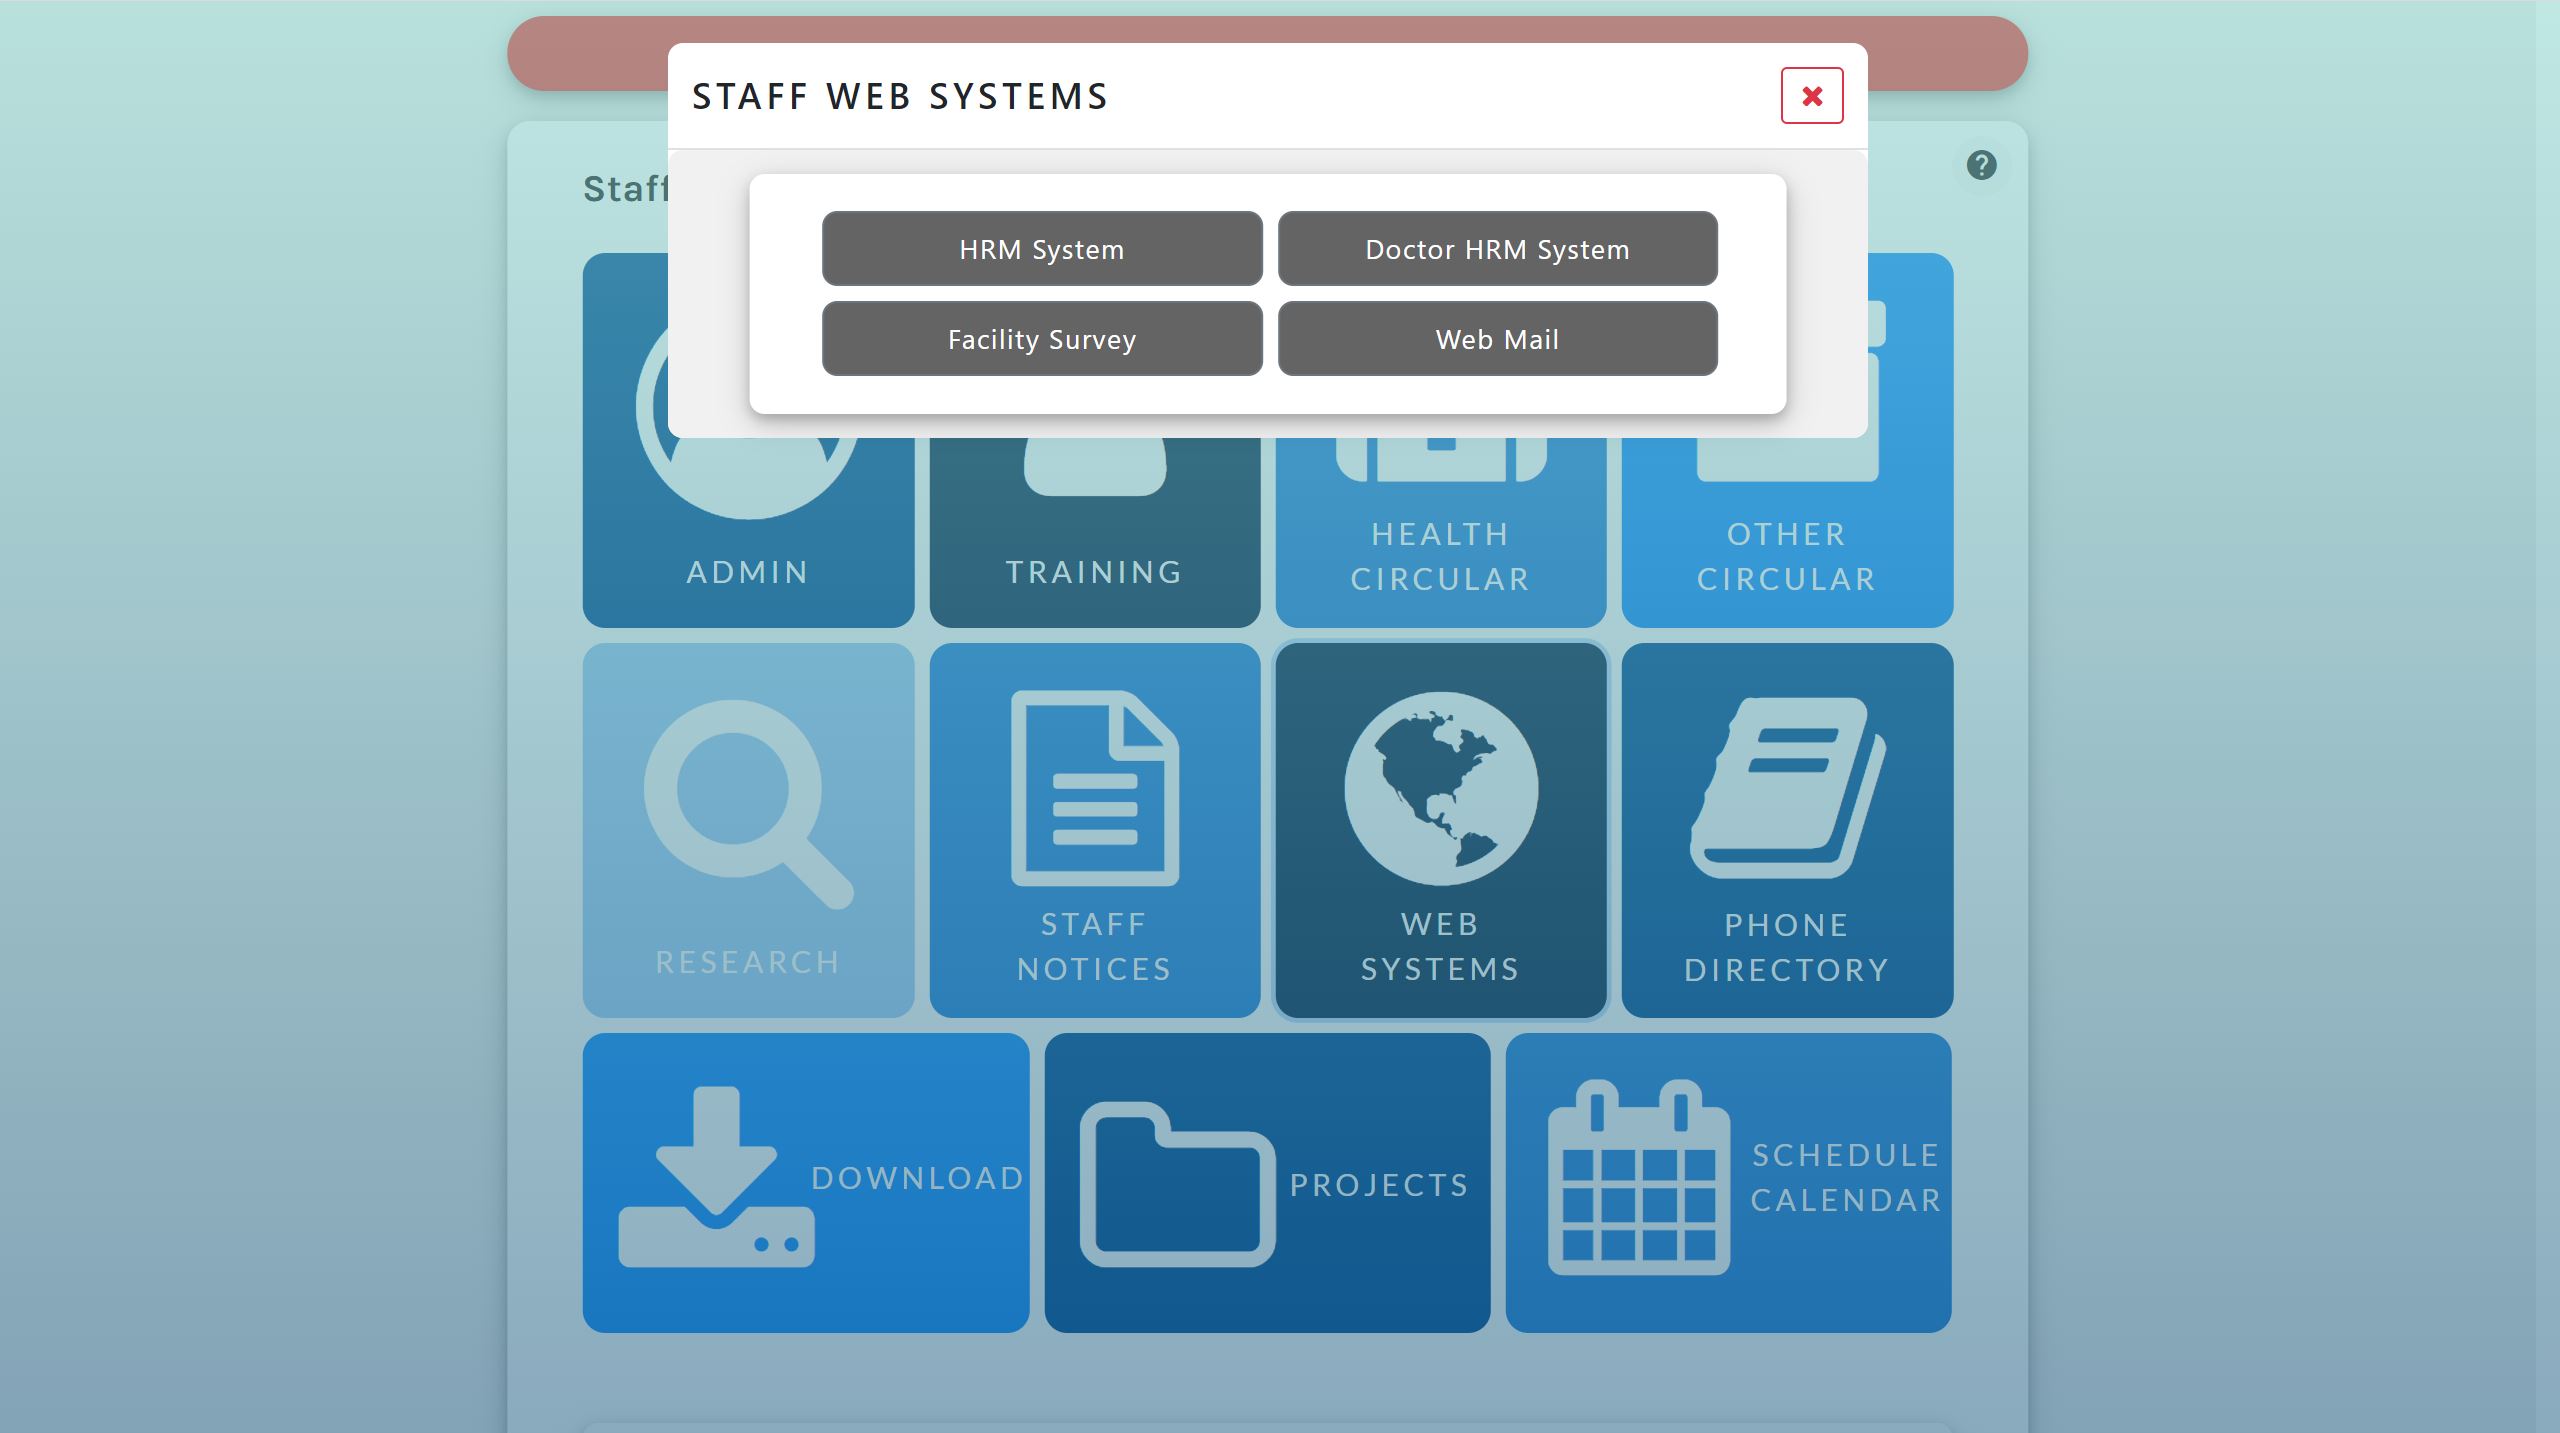 STAFF WEB SYSTEMS
Staff
HRM System
Doctor HRM System
Facility Survey
Web Mail
ADMIN
TRAINING
HEALTH
CIRCULAR
OTHER
CIRCULAR
RESEARCH
STAFF
NOTICES
WEB
SYSTEMS
PHONE
DIRECTORY
DOWNLOAD
PROJECTS
SCHEDULE
CALENDAR